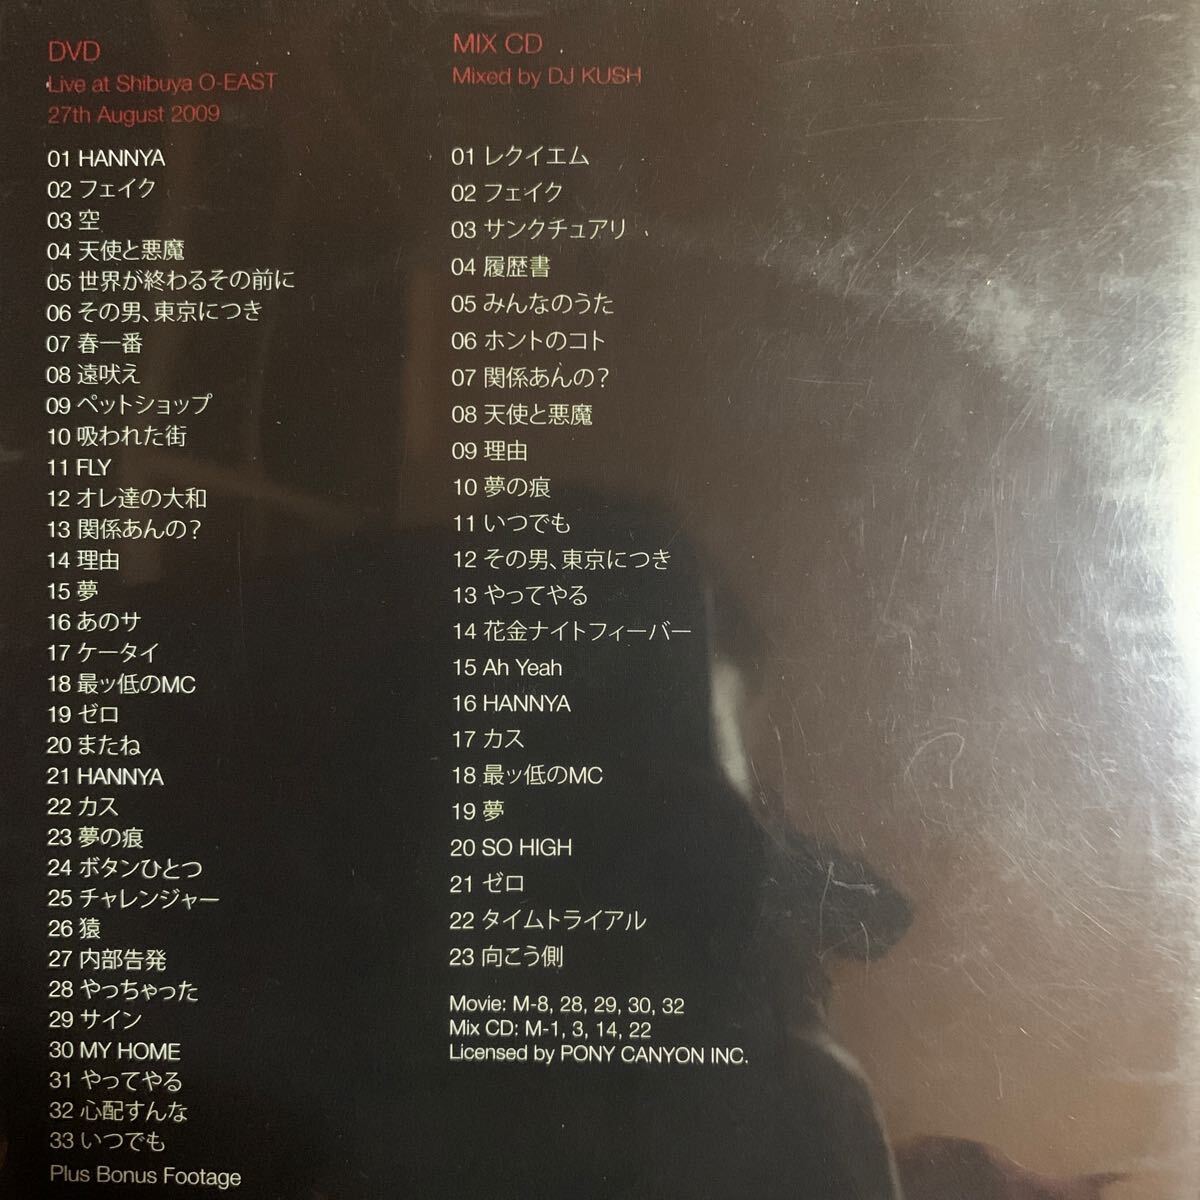 DVD
Live at Shibuya O-EAST
27th August 2009
01 HANNYA
02 フェイク
03 空
04 天使と悪魔
05 世界が終わるその前に
06 その男、東京につき
07 春一番
08 遠吠え
09 ペットショップ
10 吸われた街
11 FLY
12 オレ達の大和
13 関係あんの?
14 理由
15 夢
16 あのサ
17 ケータイ
18 最ッ低のMC
19 ゼロ
20 またね
21 HANNYA
22 カス
23 夢の痕
24 ボタンひとつ
25 チャレンジャー
26 猿
27 内部告発
28 やっちゃった
29 サイン
30 MY HOME
31 やってやる
32 心配すんな
33 いつでも
Plus Bonus Footage
MIX CD
Mixed by DJ KUSH
01 レクイエム
02 フェイク
03 サンクチュアリ
04 履歴書
05 みんなのうた
06 ホントのコト
07 関係あんの?
08 天使と悪魔
09 理由
10 夢の痕
11 いつでも
12 その男、東京につき
13 やってやる
14 花金ナイトフィーバー
15 Ah Yeah
16 HANNYA
17 カス
18 最ッ低のMC
19 夢
20 SO HIGH
21 ゼロ
22 タイムトライアル
23 向こう側
Movie: M-8, 28, 29, 30, 32
Mix CD: M-1, 3, 14, 22
Licensed by PONY CANYON INC.